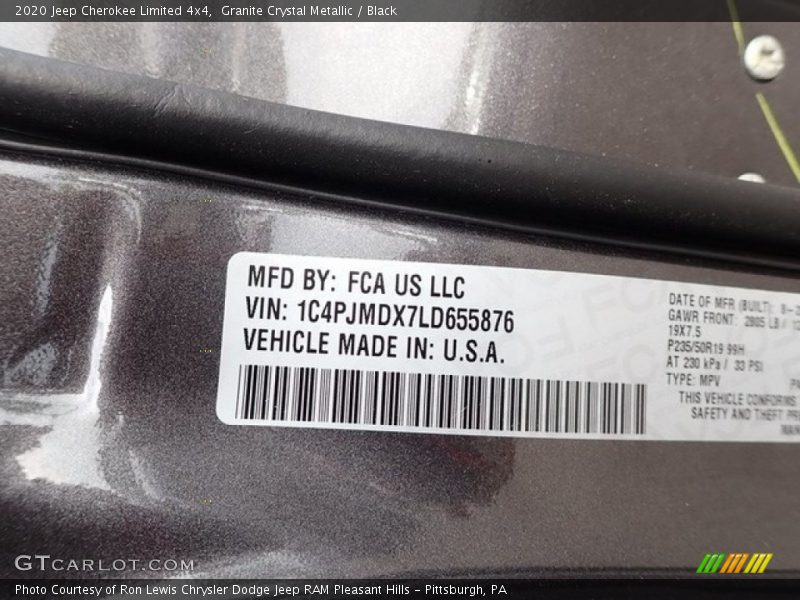 2020 Jeep Cherokee Limited 4x4, Granite Crystal Metallic / Black
MFD BY: FCA US LLC
VIN: 1C4PJMDX7LD655876
VEHICLE MADE IN: U.S.A.
DATE OF MFR (BUILT):
GAWR FRONT: 2805 LB /
19X7.5
P235/50R19 99H
AT 230 kPa / 33 PSI
TYPE: MPV
THIS VEHICLE CONFORMS
SAFETY AND THEFT
GTCARLOT.COM
Photo Courtesy of Ron Lewis Chrysler Dodge Jeep RAM Pleasant Hills – Pittsburgh, PA